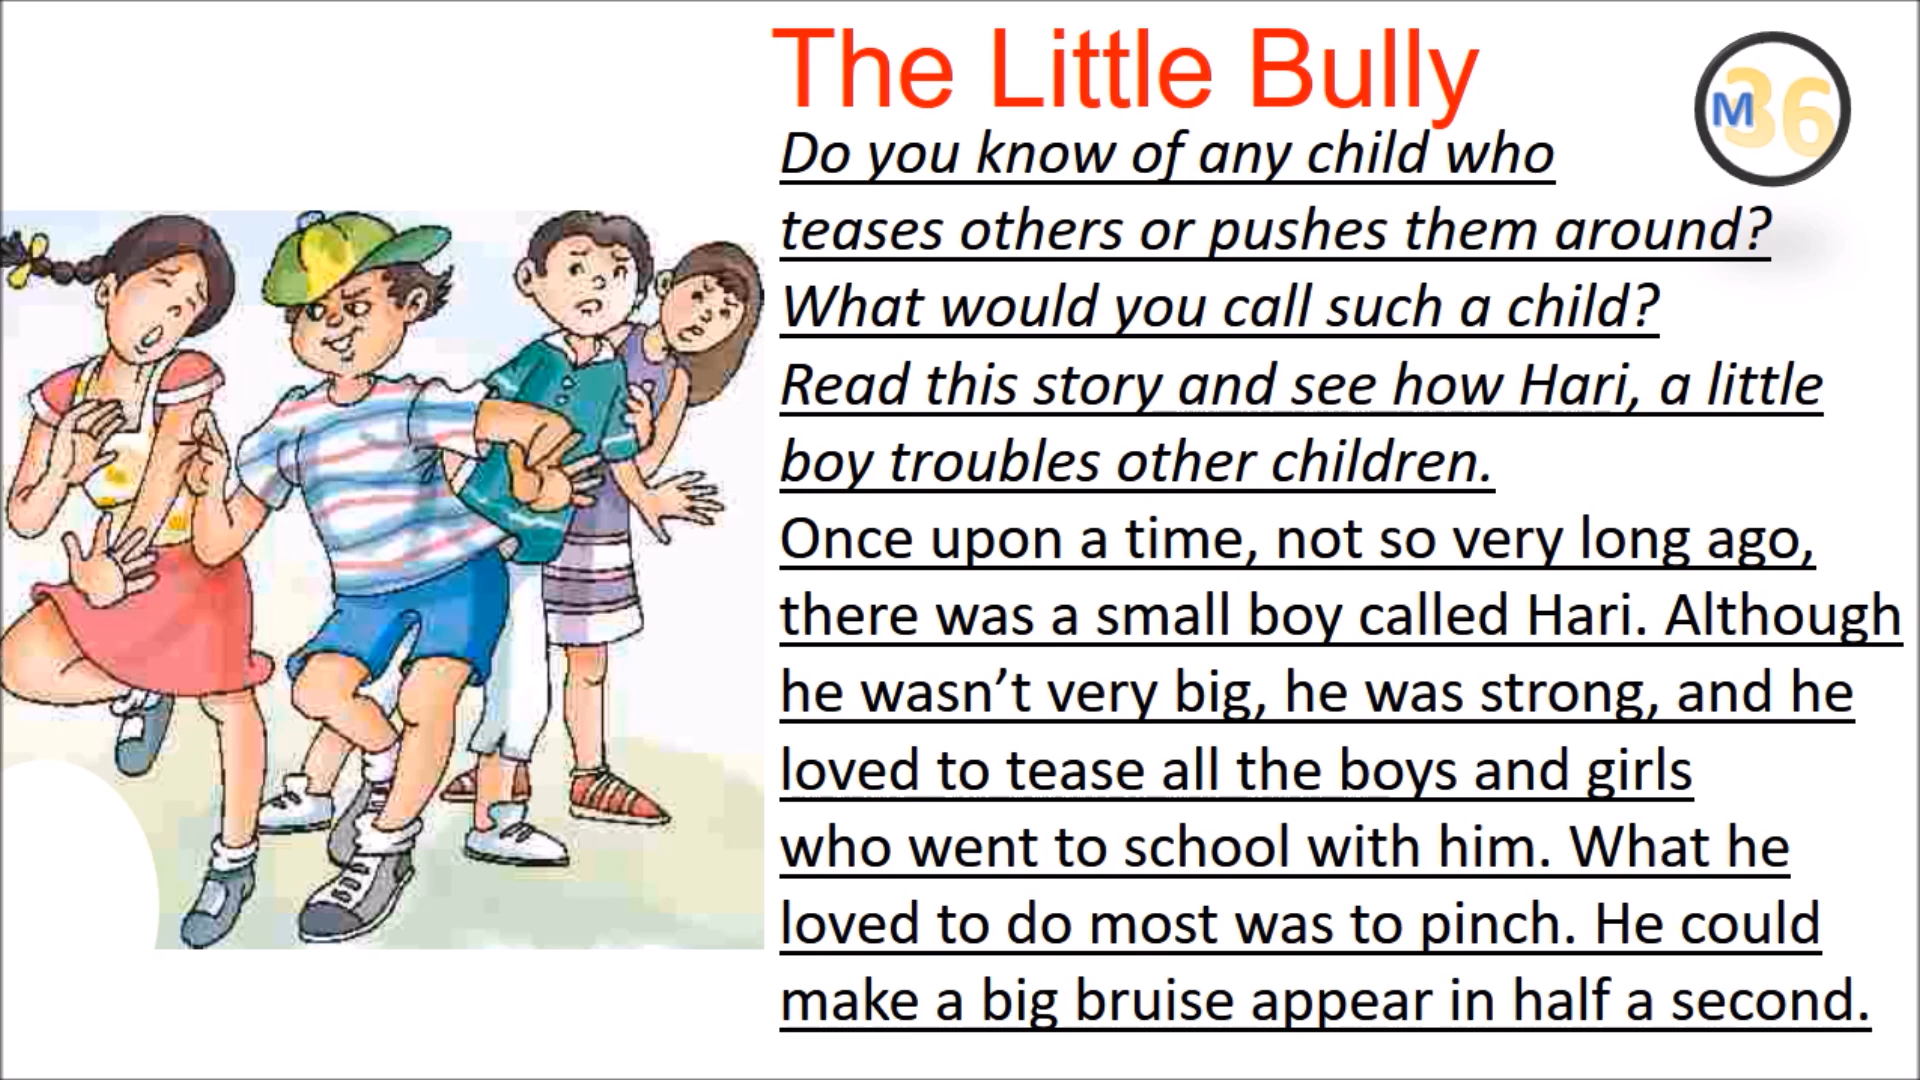 The Little Bully
M36
Do you know of any child who
teases others or pushes them around?
What would you call such a child?
Read this story and see how Hari, a little
boy troubles other children.
Once upon a time, not so very long ago,
there was a small boy called Hari. Although
he wasn’t very big, he was strong, and he
loved to tease all the boys and girls
who went to school with him. What he
loved to do most was to pinch. He could
make a big bruise appear in half a second.